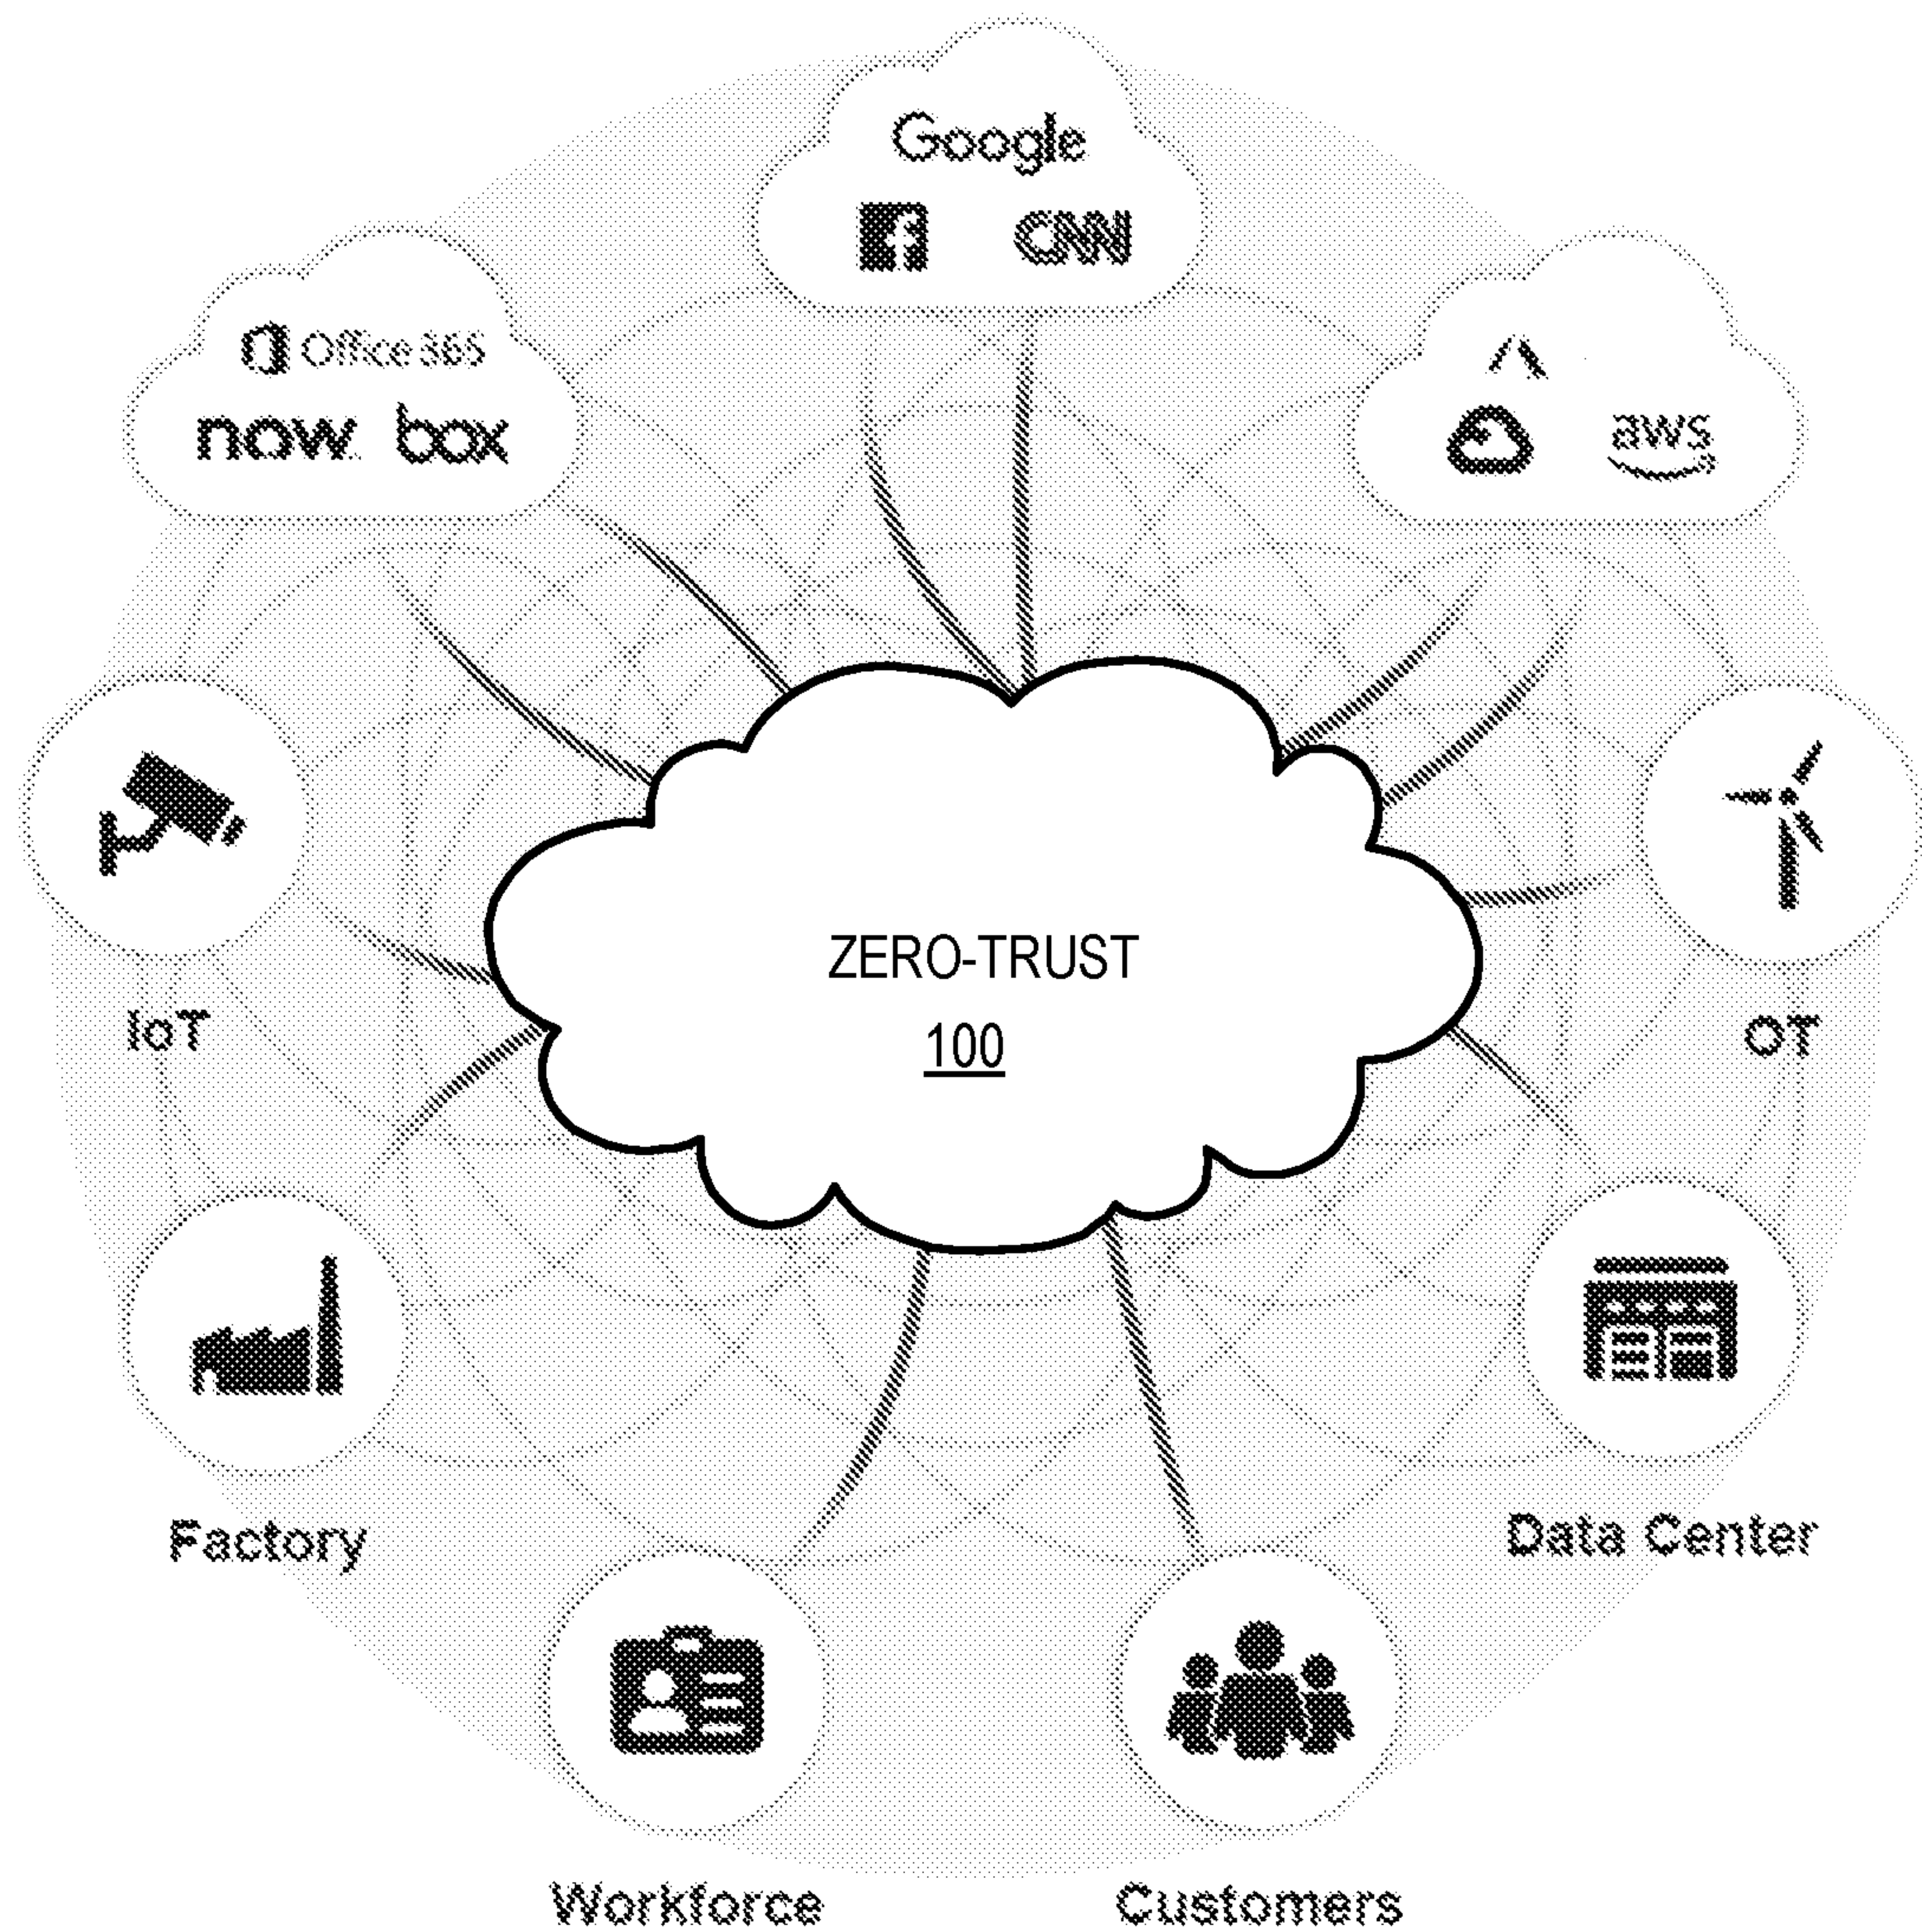 Google
f CNN
Office 365
now box
aws
ZERO-TRUST
100
IoT
OT
Factory
Data Center
Workforce
Customers